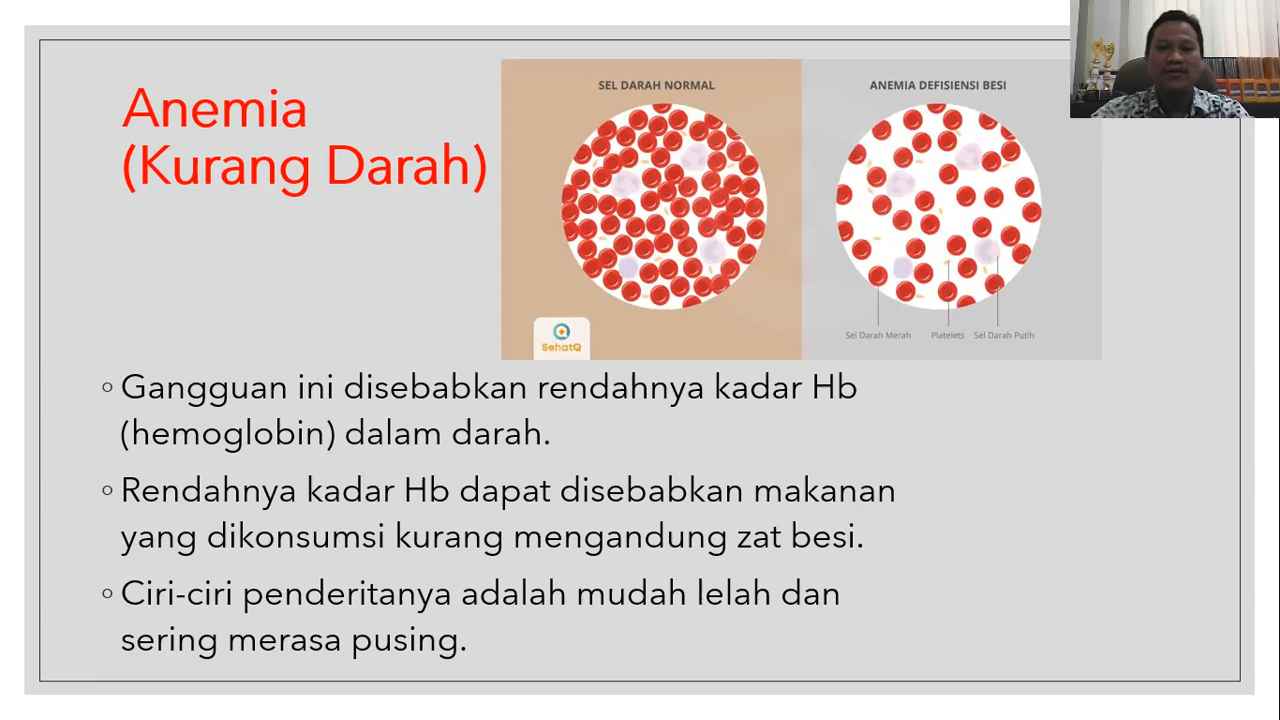 Anemia
(Kurang Darah)
SEL DARAH NORMAL
ANEMIA DEFISIENSI BESI
SehatQ
Sel Darah Merah
Platelets
Sel Darah Putih
Gangguan ini disebabkan rendahnya kadar Hb
(hemoglobin) dalam darah.
Rendahnya kadar Hb dapat disebabkan makanan
yang dikonsumsi kurang mengandung zat besi.
Ciri-ciri penderitanya adalah mudah lelah dan
sering merasa pusing.